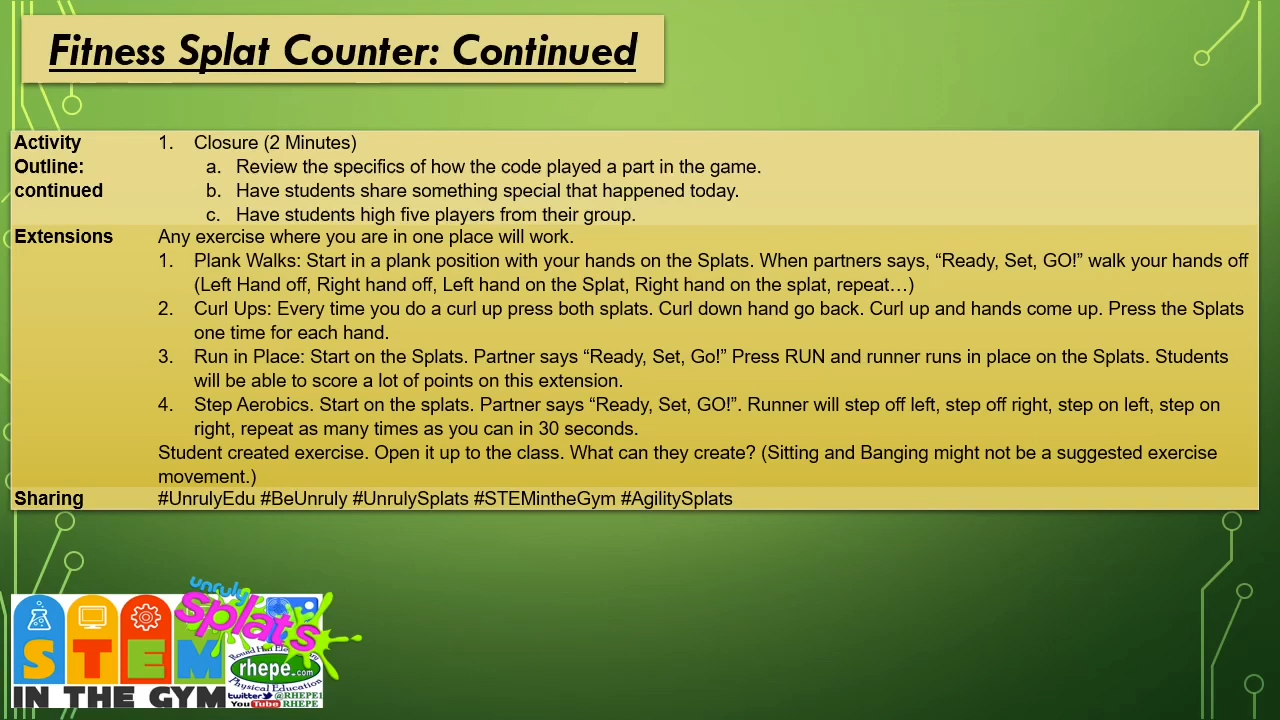 Fitness Splat Counter: Continued
Activity Outline: continued
1. Closure (2 Minutes)
a. Review the specifics of how the code played a part in the game.
b. Have students share something special that happened today.
c. Have students high five players from their group.
Extensions
Any exercise where you are in one place will work.
1. Plank Walks: Start in a plank position with your hands on the Splats. When partners says, “Ready, Set, GO!” walk your hands off
(Left Hand off, Right hand off, Left hand on the Splat, Right hand on the splat, repeat…)
2. Curl Ups: Every time you do a curl up press both splats. Curl down hand go back. Curl up and hands come up. Press the Splats
one time for each hand.
3. Run in Place: Start on the Splats. Partner says “Ready, Set, Go!” Press RUN and runner runs in place on the Splats. Students
will be able to score a lot of points on this extension.
4. Step Aerobics. Start on the splats. Partner says “Ready, Set, GO!”. Runner will step off left, step off right, step on left, step on
right, repeat as many times as you can in 30 seconds.
Student created exercise. Open it up to the class. What can they create? (Sitting and Banging might not be a suggested exercise
movement.)
Sharing
#UnrulyEdu #BeUnruly #UnrulySplats #STEMintheGym #AgilitySplats
unruly
splats
STEM
IN THE GYM
Round Hill
rhepe.com
Physical Education
twitter @RHEPE1
YouTube RHEPE